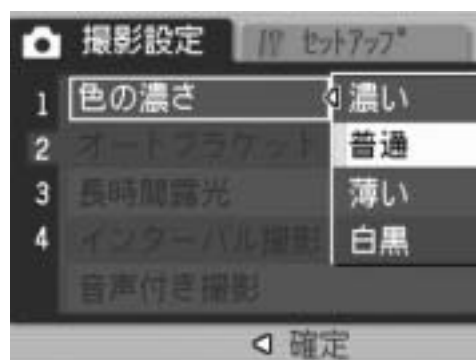 撮影設定 セットアップ
1 色の濃さ 濃い
2 オートブラケット 普通
3 長時間露光 薄い
4 インターバル撮影 白黒
音声付き撮影
確定